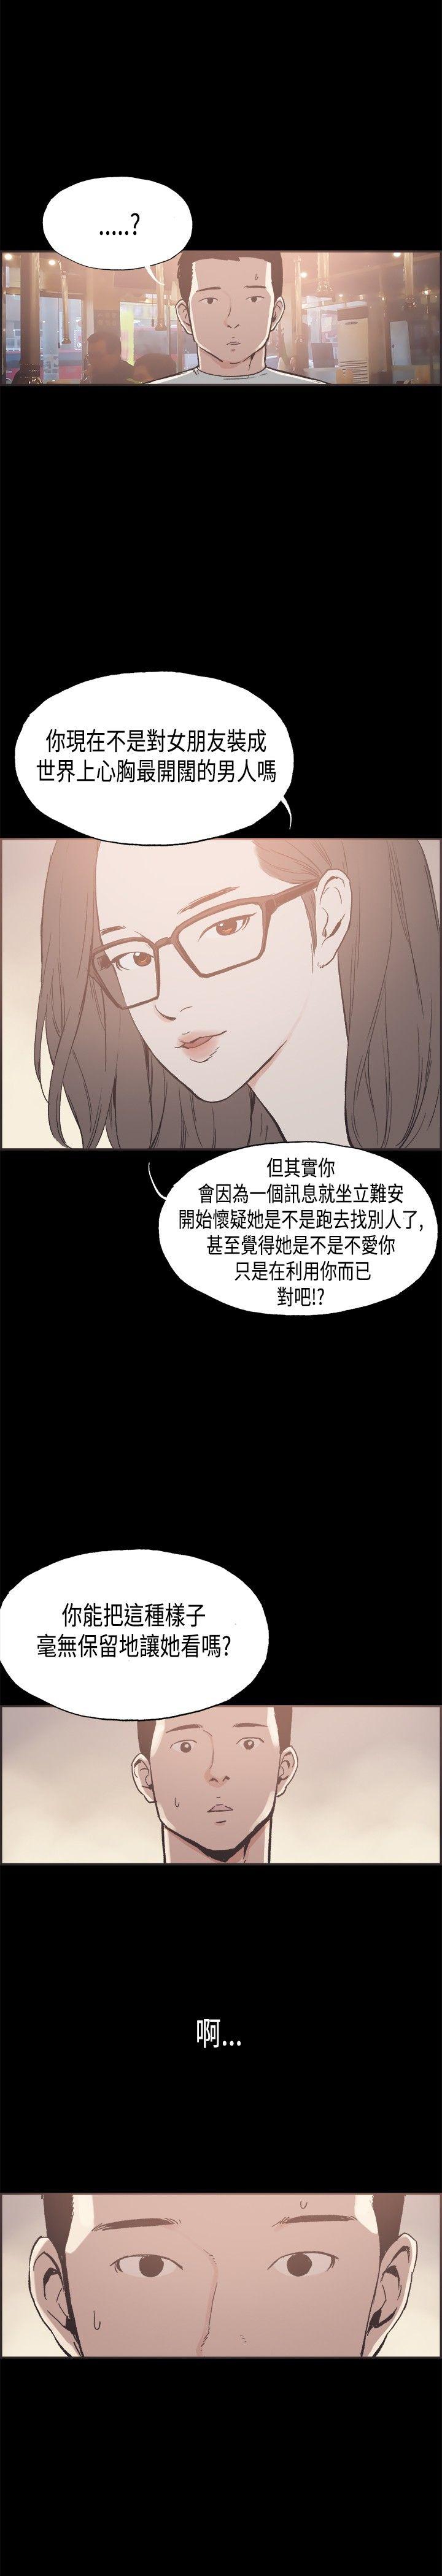 .....?
你現在不是對女朋友裝成
世界上心胸最開闊的男人嗎
但其實你
會因為一個訊息就坐立難安
開始懷疑她是不是跑去找別人了,
甚至覺得她是不是不愛你
只是在利用你而已
對吧!?
你能把這種樣子
毫無保留地讓她看嗎?
啊...